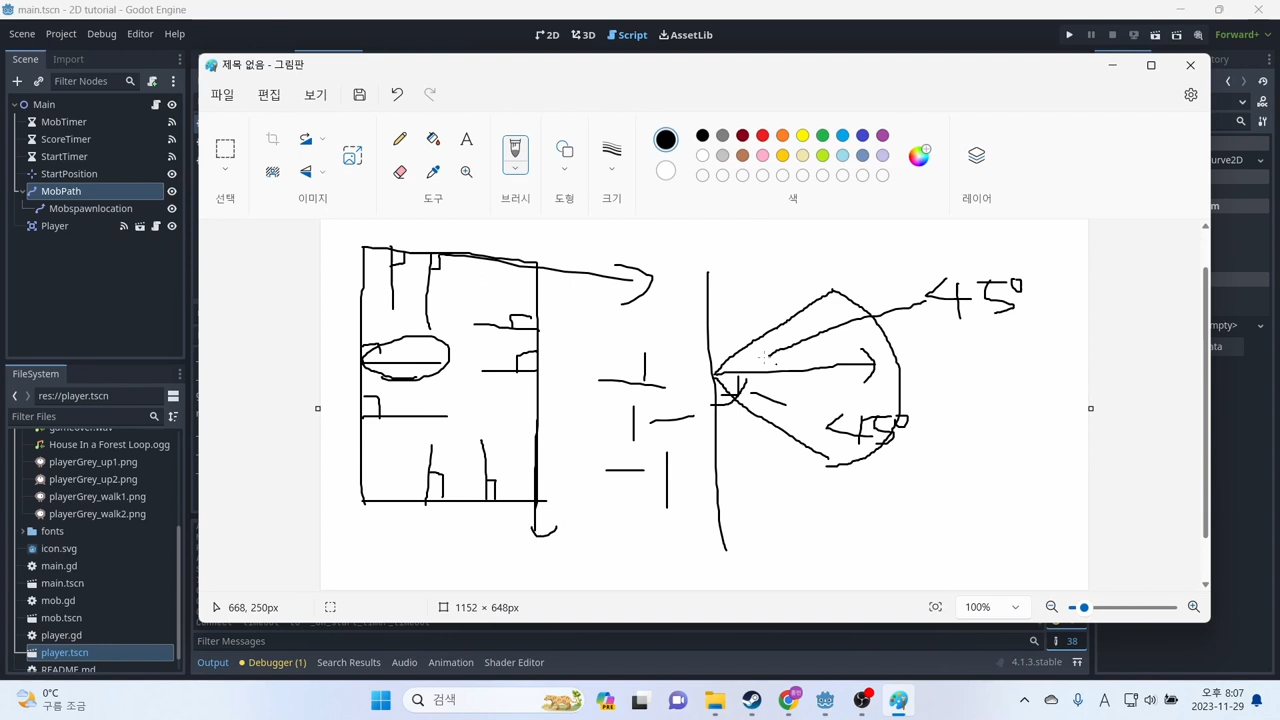 main.tscn - 2D tutorial - Godot Engine
Scene Project Debug Editor Help
2D 3D Script AssetLib
Forward+
Scene Import
Filter Nodes
Main
MobTimer
ScoreTimer
StartTimer
StartPosition
MobPath
Mobspawnlocation
Player
FileSystem
res://player.tscn
Filter Files
gameover.wav
House In a Forest Loop.ogg
playerGrey_up1.png
playerGrey_up2.png
playerGrey_walk1.png
playerGrey_walk2.png
fonts
icon.svg
main.gd
main.tscn
mob.gd
mob.tscn
player.gd
player.tscn
README.md
제목 없음 - 그림판
파일 편집 보기
선택 이미지 도구 브러시 도형 크기 색 레이어
45°
45°
668, 250px
1152 × 648px
100%
Filter Messages
38
Output Debugger (1) Search Results Audio Animation Shader Editor
4.1.3.stable
0°C
구름 조금
검색
PRE
A
오후 8:07
2023-11-29